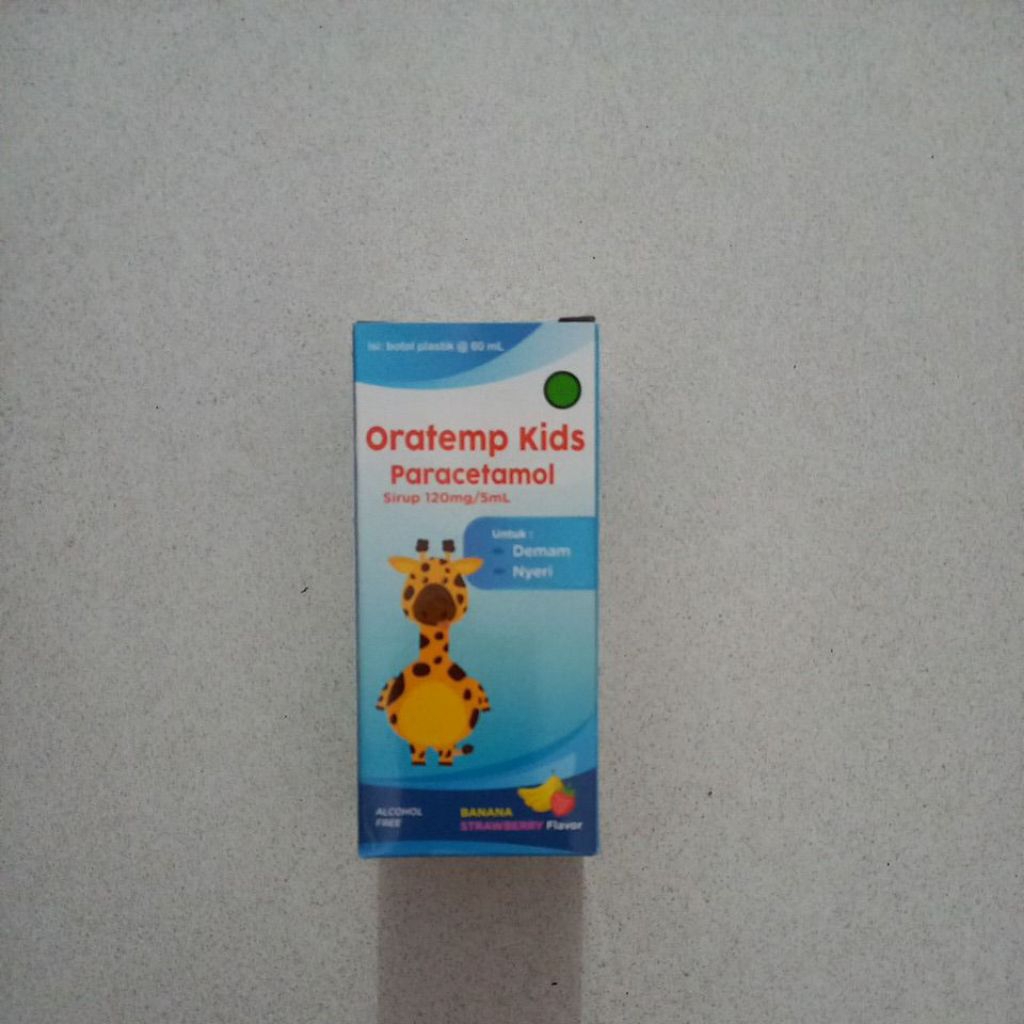 Isi: botol plastik @ 60 mL
Oratemp Kids
Paracetamol
Sirup 120mg/5mL
Untuk :
- Demam
- Nyeri
ALCOHOL
FREE
BANANA
STRAWBERRY Flavor